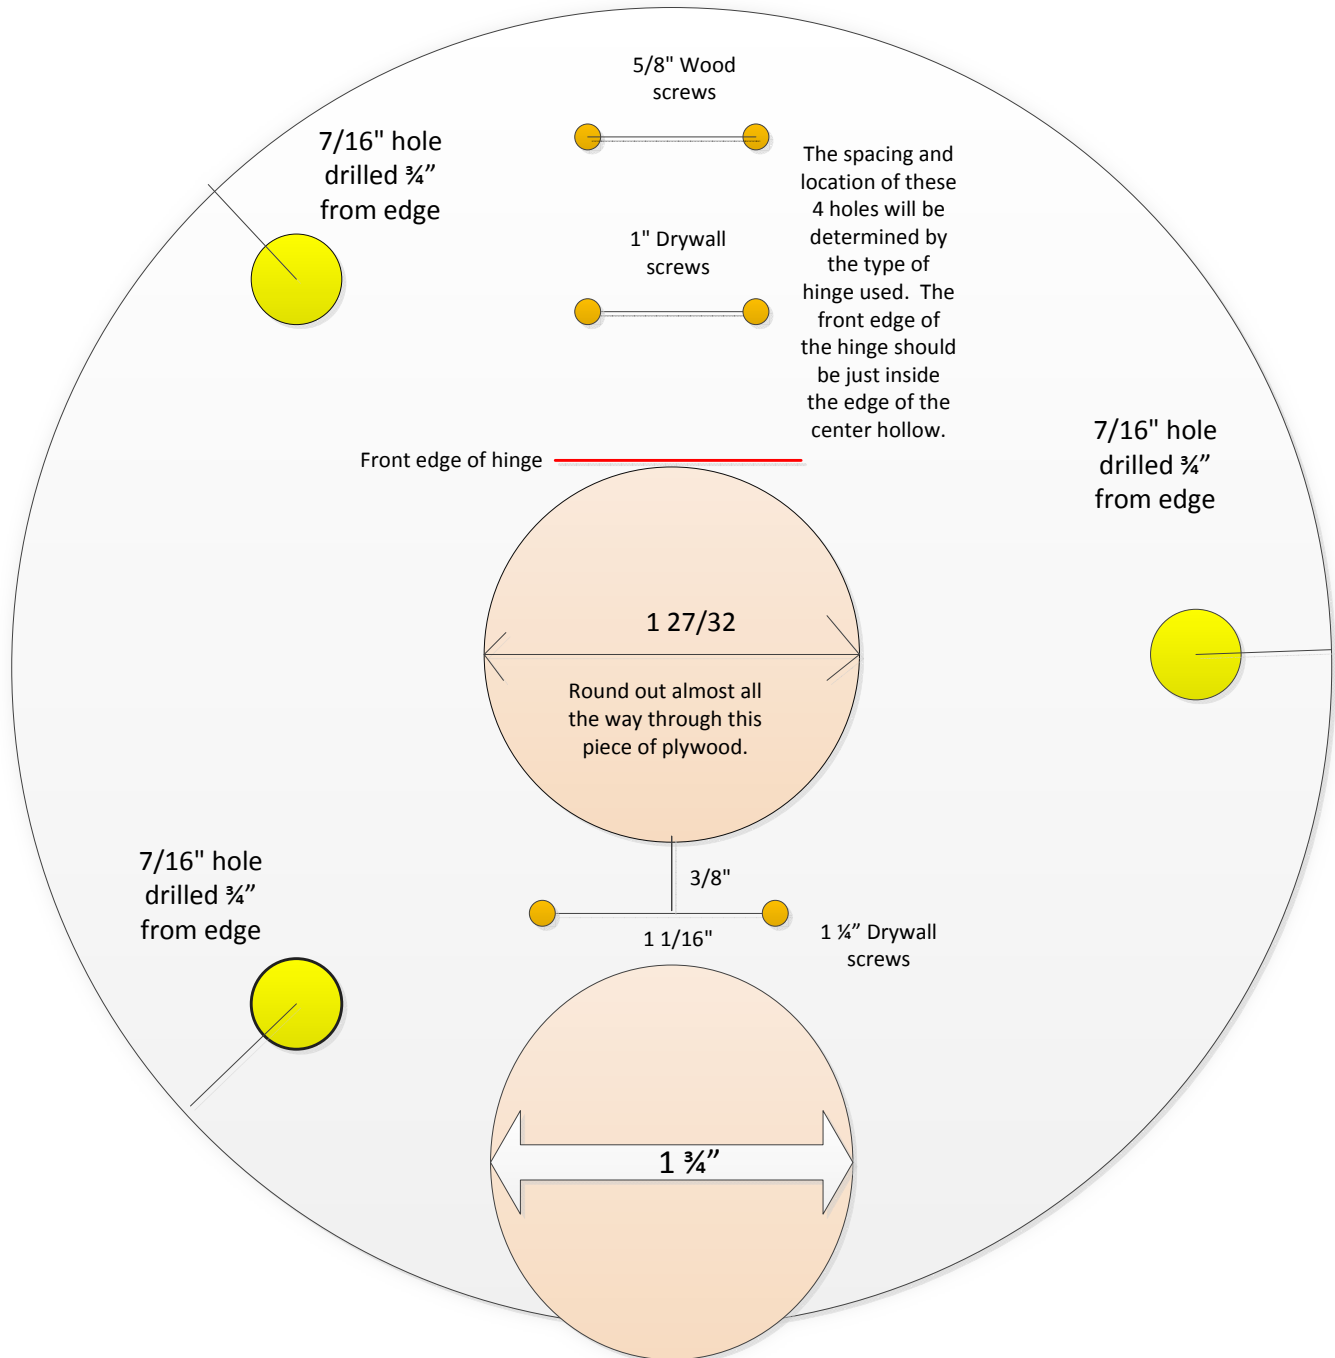 5/8" Wood
screws
7/16" hole
drilled ¾”
from edge
The spacing and
location of these
4 holes will be
determined by
the type of
hinge used.  The
front edge of
the hinge should
be just inside
the edge of the
center hollow.
1" Drywall
screws
7/16" hole
drilled ¾”
from edge
Front edge of hinge
1 27/32
Round out almost all
the way through this
piece of plywood.
7/16" hole
drilled ¾”
from edge
3/8"
1 1/16"
1 ¼” Drywall
screws
1 ¾”